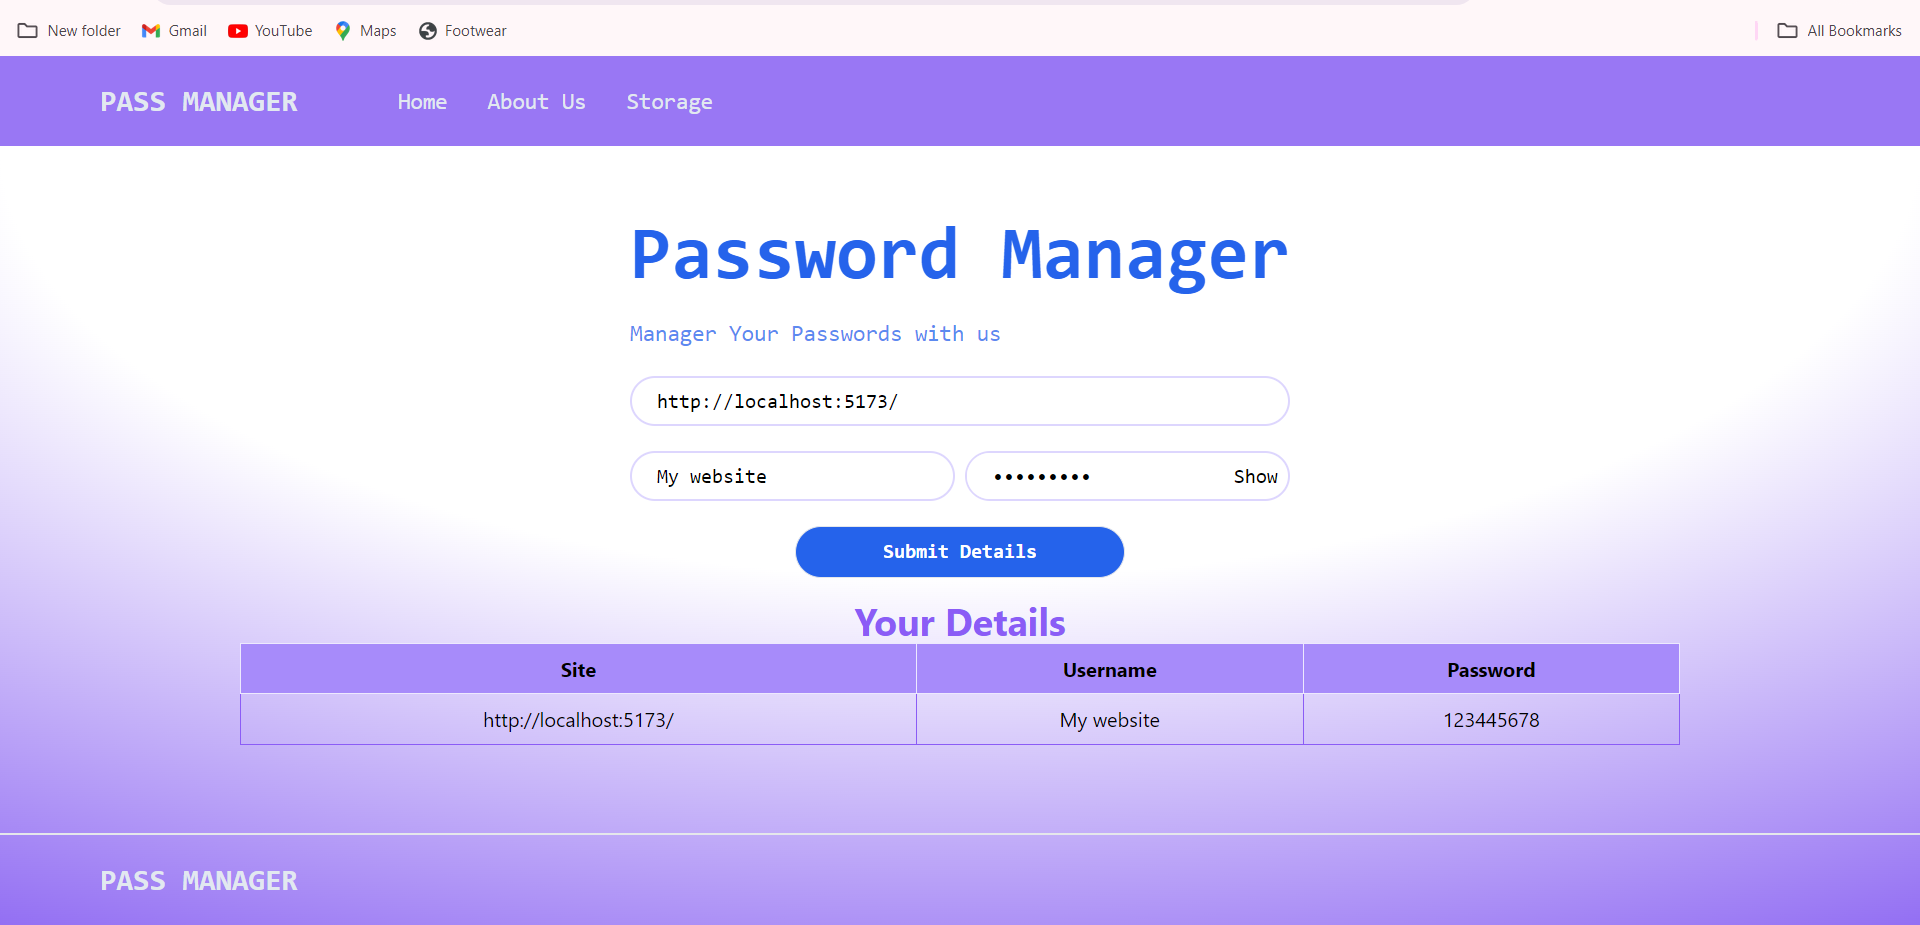 New folder Gmail YouTube Maps Footwear All Bookmarks
PASS MANAGER Home About Us Storage
Password Manager
Manager Your Passwords with us
http://localhost:5173/
My website ••••••••• Show
Submit Details
Your Details
Site Username Password
http://localhost:5173/ My website 123445678
PASS MANAGER